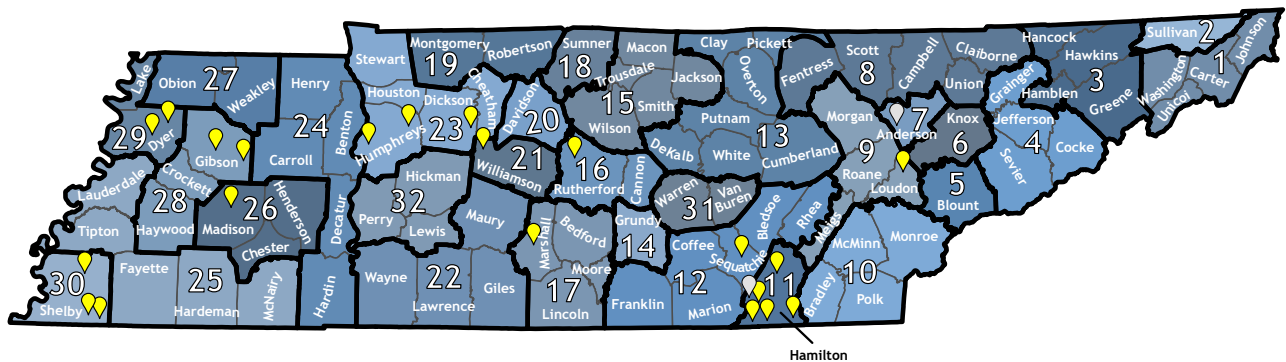 Lake
Obion
27
Weakley
Henry
Stewart
Montgomery
19
Robertson
Sumner
18
Macon
Clay
Pickett
Fentress
Scott
8
Campbell
Claiborne
Union
Hancock
Hawkins
3
Greene
Sullivan
2
1
Johnson
Carter
Washington
Unicoi
29
Dyer
Gibson
Crockett
Carroll
24
Benton
Houston
Humphreys
Dickson
23
Cheatham
Davidson
20
Trousdale
15
Wilson
Smith
Jackson
Overton
Putnam
13
DeKalb
White
Cumberland
Morgan
9
Roane
Loudon
Anderson
7
Knox
6
Grainger
Hamblen
Jefferson
4
Sevier
Cocke
5
Blount
Lauderdale
Tipton
28
Haywood
Madison
26
Henderson
Chester
Decatur
Perry
32
Hickman
Lewis
Maury
Williamson
21
16
Rutherford
Cannon
Warren
31
Van
Buren
Bledsoe
Rhea
Meigs
McMinn
Monroe
10
Bradley
Polk
30
Shelby
Fayette
25
Hardeman
McNairy
Hardin
Wayne
22
Lawrence
Giles
Marshall
Bedford
Moore
17
Lincoln
Grundy
14
Coffee
12
Franklin
Marion
Sequatchie
11
Hamilton